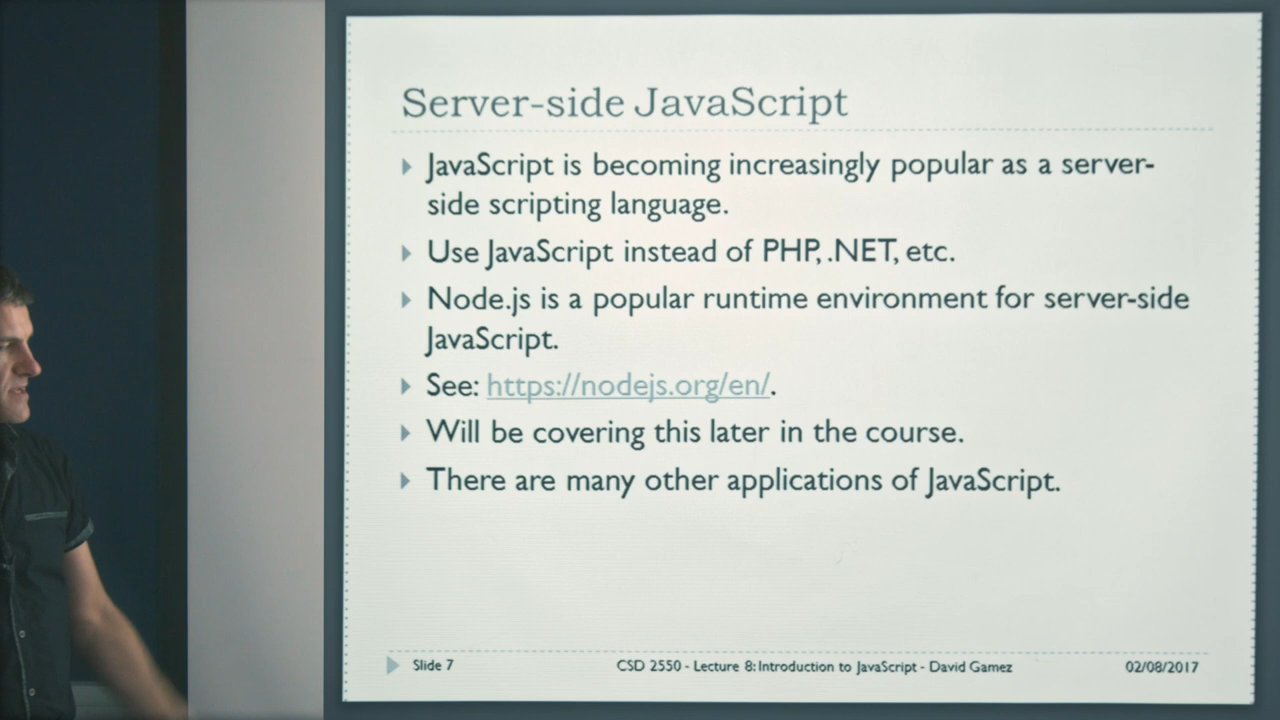 Server-side JavaScript
JavaScript is becoming increasingly popular as a server-
side scripting language.
Use JavaScript instead of PHP, .NET, etc.
Node.js is a popular runtime environment for server-side
JavaScript.
See: https://nodejs.org/en/.
Will be covering this later in the course.
There are many other applications of JavaScript.
Slide 7 CSD 2550 - Lecture 8: Introduction to JavaScript - David Gamez 02/08/2017